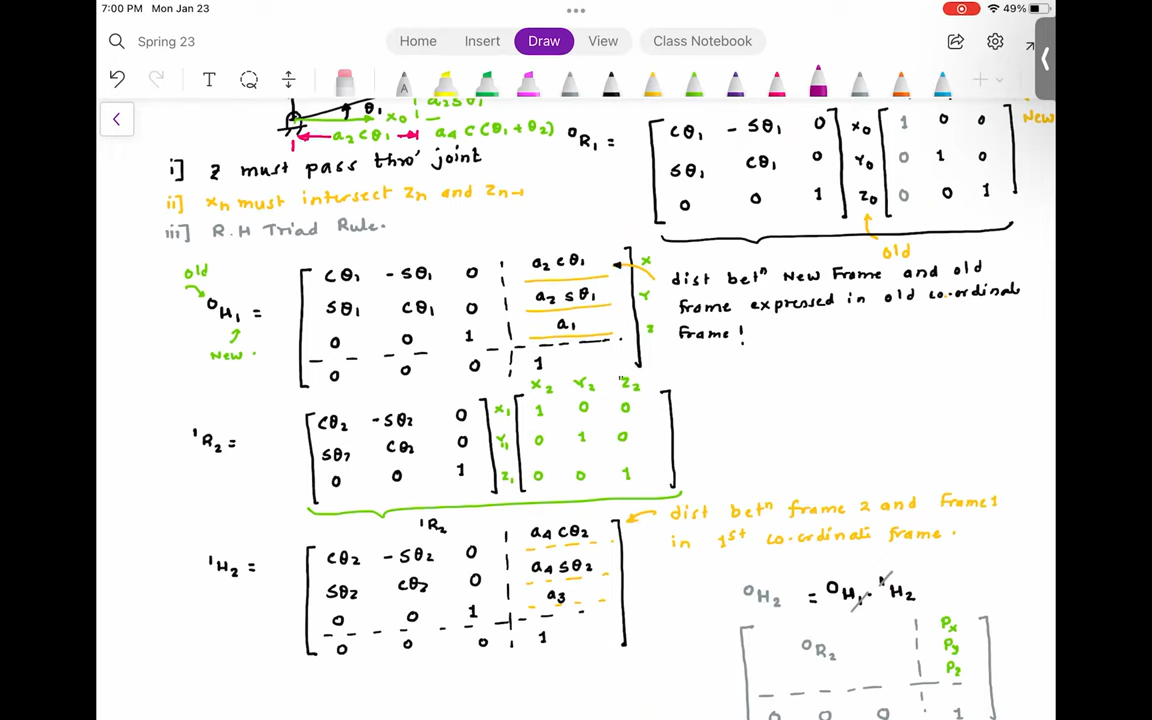 7:00 PM Mon Jan 23
49%
Spring 23
Home Insert Draw View Class Notebook
T
A
θ₁
x₀
a₂cθ₁
a₄ c(θ₁+θ₂)
i] Z must pass thro' joint
ii] xn must intersect Zn and Zn-1
iii] R.H Triad Rule.
⁰R₁ =
cθ₁ -sθ₁ 0 x₀ 1 0 0
sθ₁ cθ₁ 0 Y₀ 0 1 0
0 0 1 Z₀ 0 0 1
New
old
old
⁰H₁ =
New
cθ₁ -sθ₁ 0 a₂cθ₁ X
sθ₁ cθ₁ 0 a₂sθ₁ Y
0 0 1 a₁ Z
0 0 0 1
dist betⁿ New Frame and old
frame expressed in old co-ordinate
frame!
¹R₂ =
X₂ Y₂ Z₂
cθ₂ -sθ₂ 0 X₁ 1 0 0
sθ₂ cθ₂ 0 Y₁ 0 1 0
0 0 1 Z₁ 0 0 1
¹R₂
dist betⁿ frame 2 and Frame 1
in 1st co-ordinate frame.
¹H₂ =
cθ₂ -sθ₂ 0 a₄cθ₂
sθ₂ cθ₂ 0 a₄sθ₂
0 0 1 a₃
0 0 0 1
⁰H₂ = ⁰H₁ · ¹H₂
⁰R₂
Px
Py
Pz
0 0 0 1